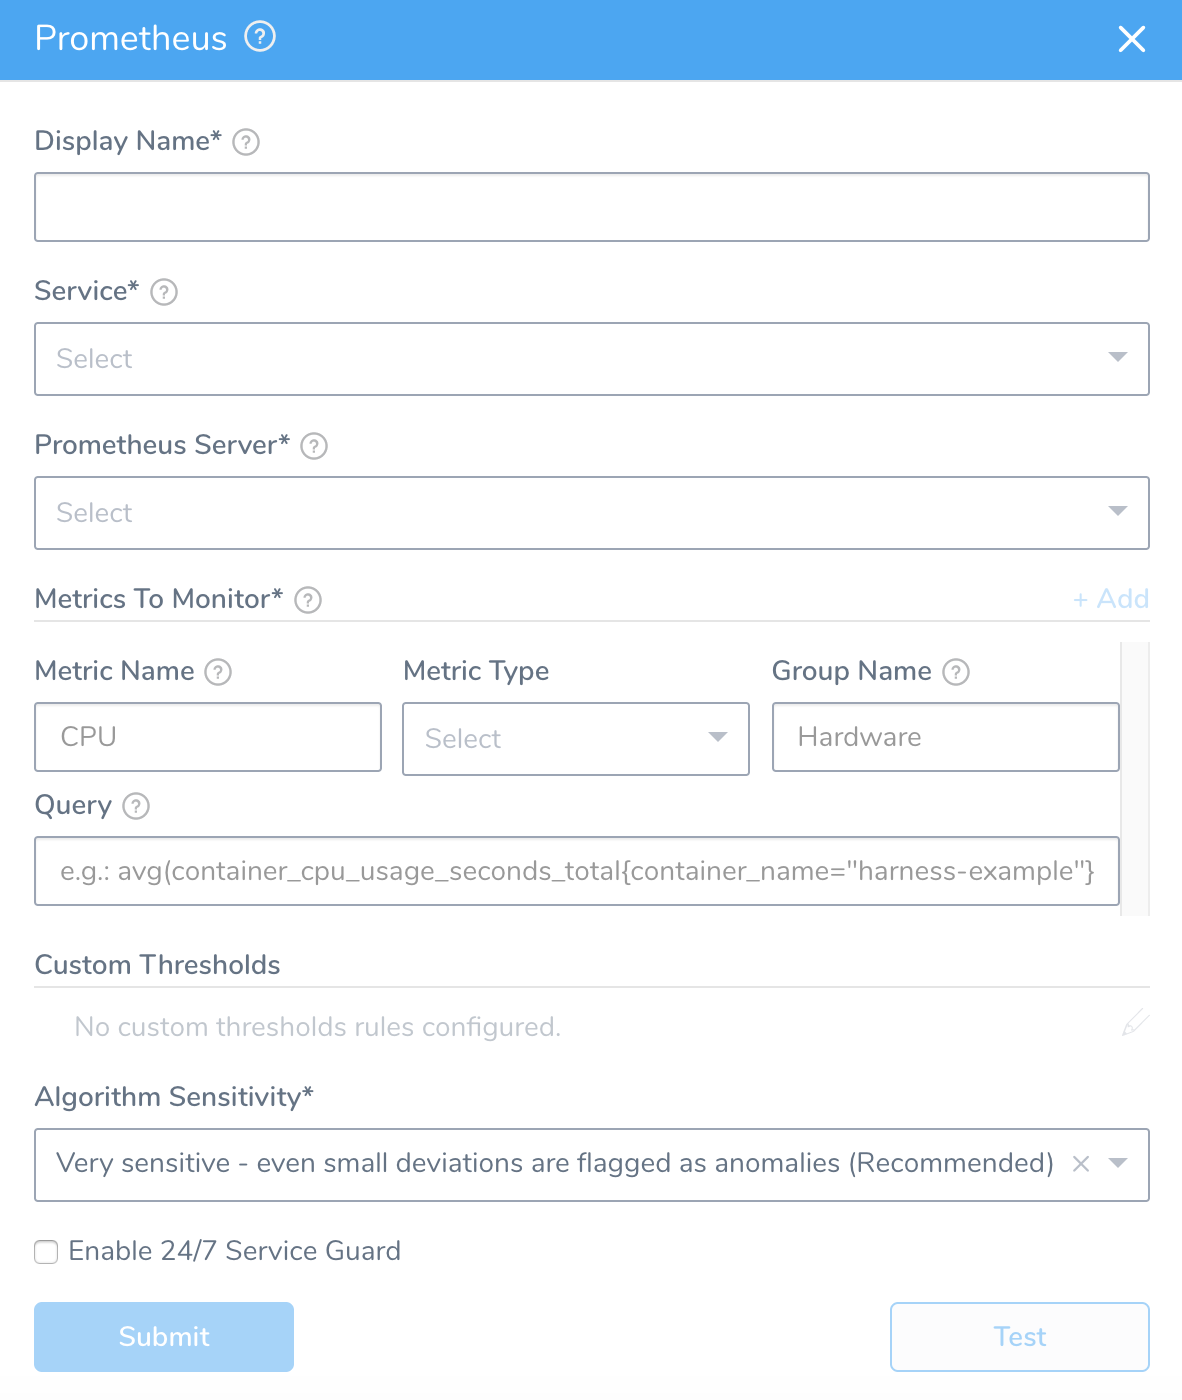 Prometheus ?
Display Name* ?
Service* ?
Select
Prometheus Server* ?
Select
Metrics To Monitor* ? + Add
Metric Name ? Metric Type Group Name ?
CPU Select Hardware
Query ?
e.g.: avg(container_cpu_usage_seconds_total{container_name="harness-example"}
Custom Thresholds
No custom thresholds rules configured.
Algorithm Sensitivity*
Very sensitive - even small deviations are flagged as anomalies (Recommended)
Enable 24/7 Service Guard
Submit Test